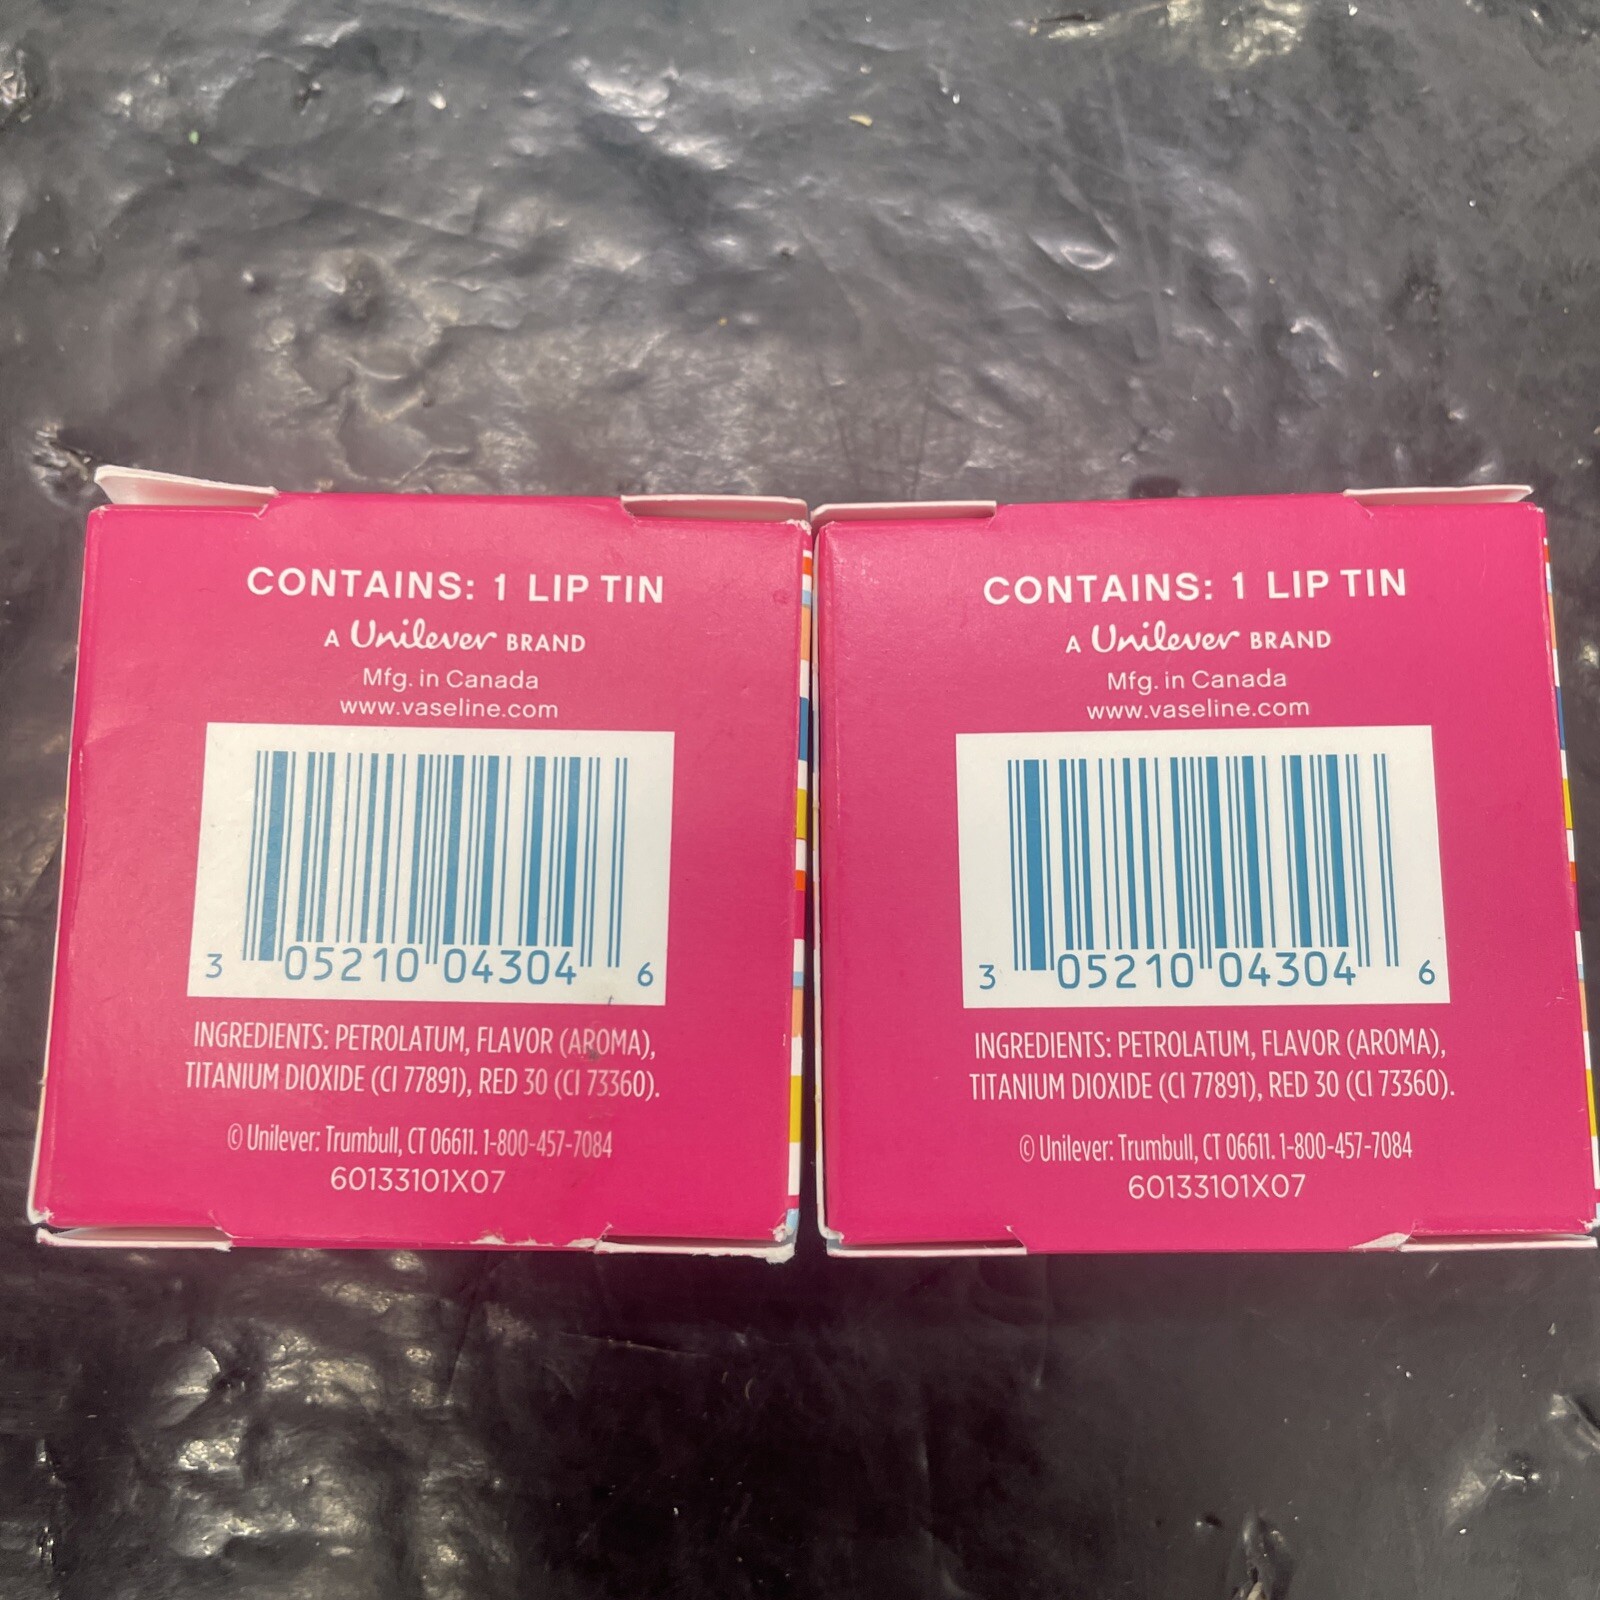 CONTAINS: 1 LIP TIN
A Unilever BRAND
Mfg. in Canada
www.vaseline.com
3 05210 04304 6
INGREDIENTS: PETROLATUM, FLAVOR (AROMA),
TITANIUM DIOXIDE (CI 77891), RED 30 (CI 73360).
© Unilever: Trumbull, CT 06611. 1-800-457-7084
60133101X07
CONTAINS: 1 LIP TIN
A Unilever BRAND
Mfg. in Canada
www.vaseline.com
3 05210 04304 6
INGREDIENTS: PETROLATUM, FLAVOR (AROMA),
TITANIUM DIOXIDE (CI 77891), RED 30 (CI 73360).
© Unilever: Trumbull, CT 06611. 1-800-457-7084
60133101X07